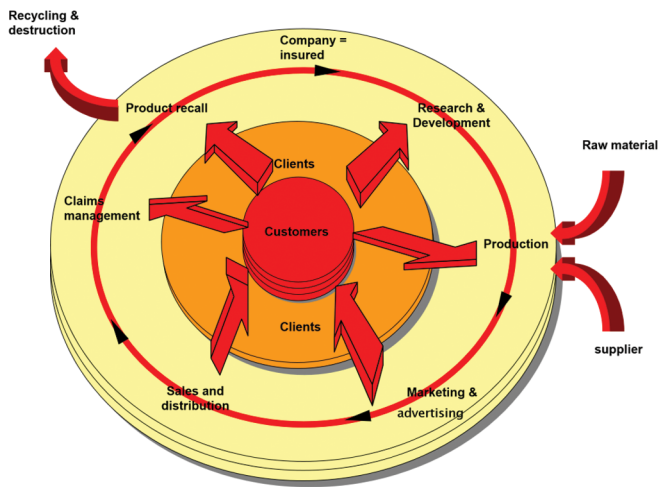 Recycling &
destruction
Company =
insured
Product recall
Research &
Development
Clients
Raw material
Claims
management
Customers
Production
Clients
supplier
Sales and
distribution
Marketing &
advertising